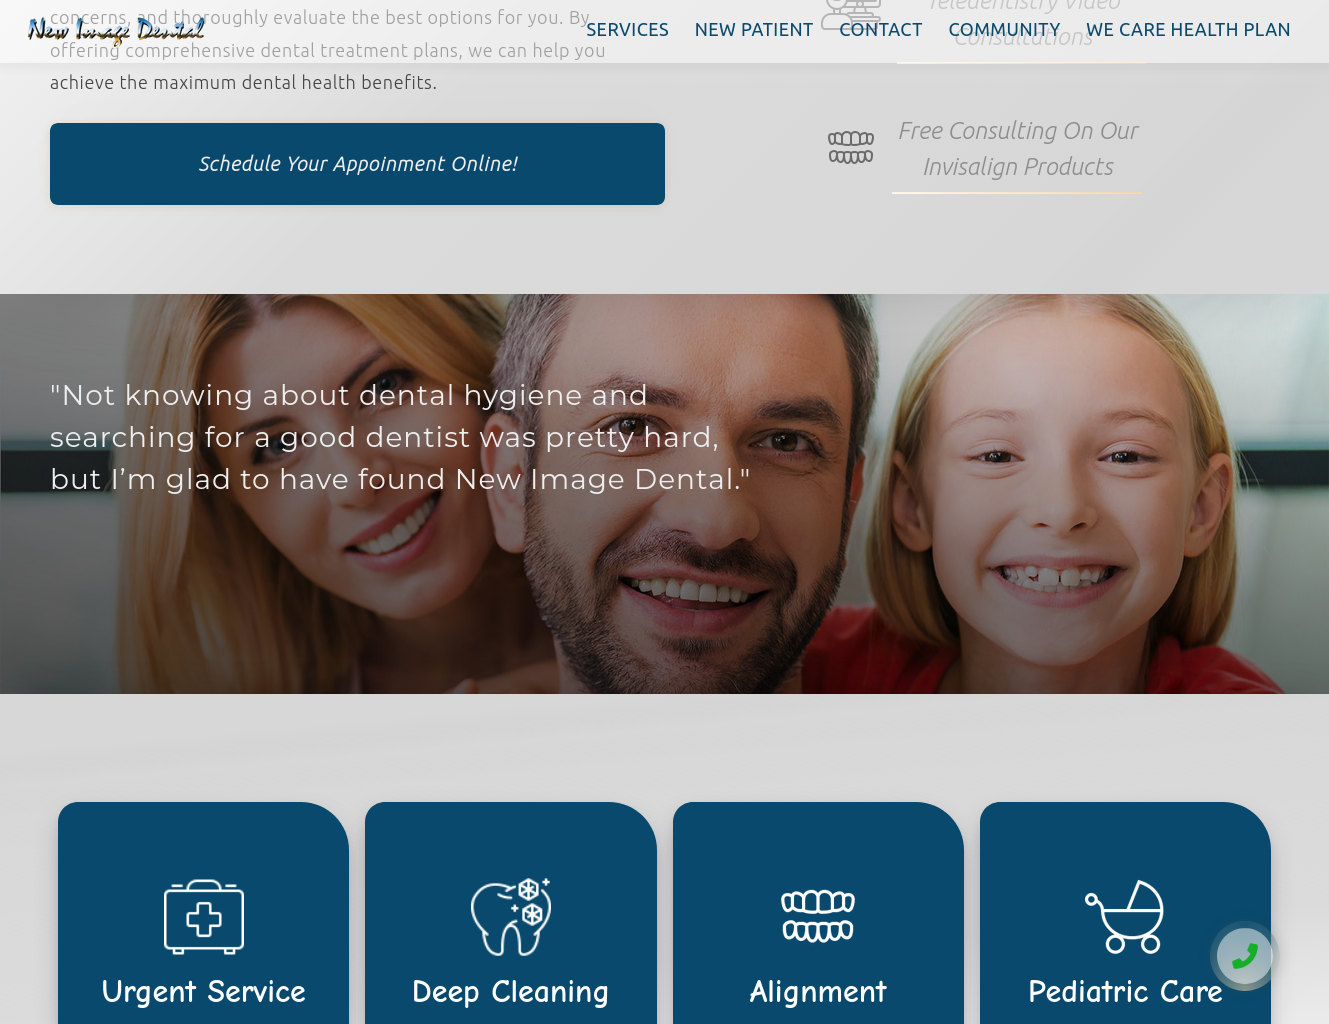 New Image Dental
SERVICES NEW PATIENT CONTACT COMMUNITY WE CARE HEALTH PLAN
concerns, and thoroughly evaluate the best options for you. By
offering comprehensive dental treatment plans, we can help you
achieve the maximum dental health benefits.
Schedule Your Appoinment Online!
Teledentistry Video
Consultations
Free Consulting On Our
Invisalign Products
"Not knowing about dental hygiene and
searching for a good dentist was pretty hard,
but I’m glad to have found New Image Dental."
Urgent Service
Deep Cleaning
Alignment
Pediatric Care